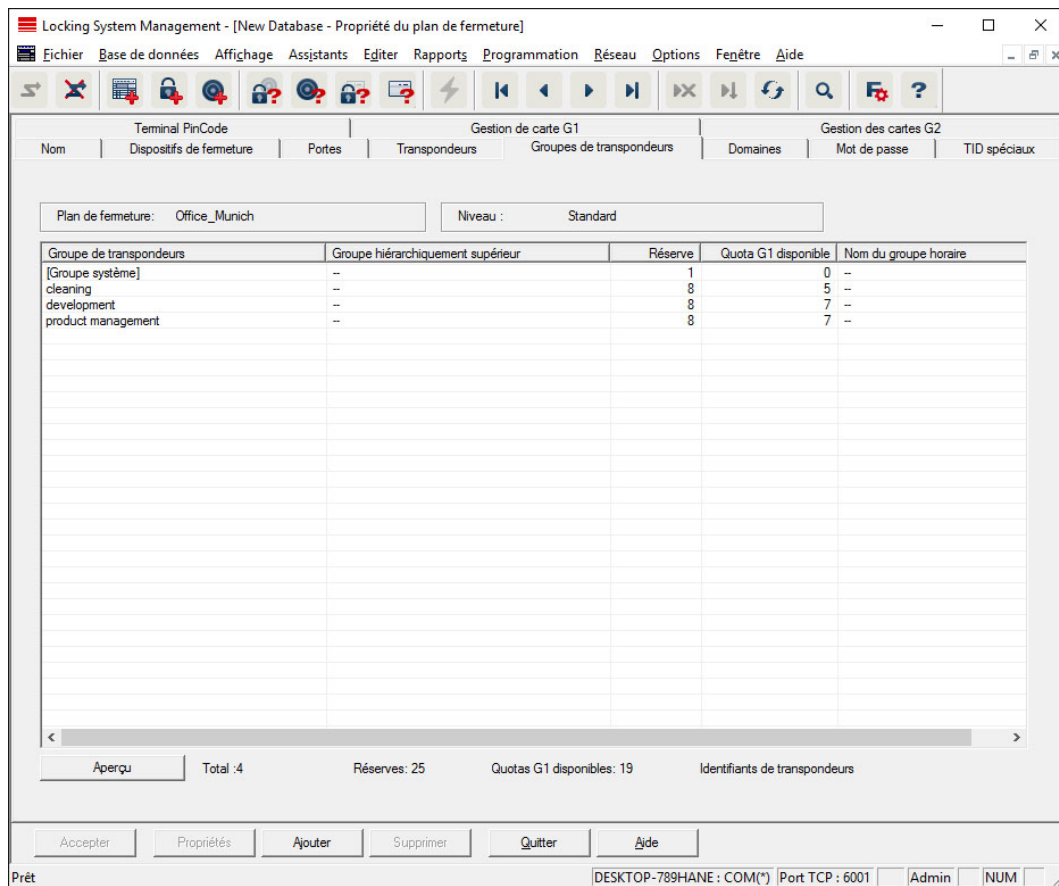 Locking System Management - [New Database - Propriété du plan de fermeture]
Fichier Base de données Affichage Assistants Editer Rapports Programmation Réseau Options Fenêtre Aide
Terminal PinCode Gestion de carte G1 Gestion des cartes G2
Nom Dispositifs de fermeture Portes Transpondeurs Groupes de transpondeurs Domaines Mot de passe TID spéciaux
Plan de fermeture: Office_Munich Niveau : Standard
Groupe de transpondeurs Groupe hiérarchiquement supérieur Réserve Quota G1 disponible Nom du groupe horaire
[Groupe système] -- 1 0 --
cleaning -- 8 5 --
development -- 8 7 --
product management -- 8 7 --
Aperçu Total :4 Réserves: 25 Quotas G1 disponibles: 19 Identifiants de transpondeurs
Accepter Propriétés Ajouter Supprimer Quitter Aide
Prêt DESKTOP-789HANE : COM(*) Port TCP : 6001 Admin NUM